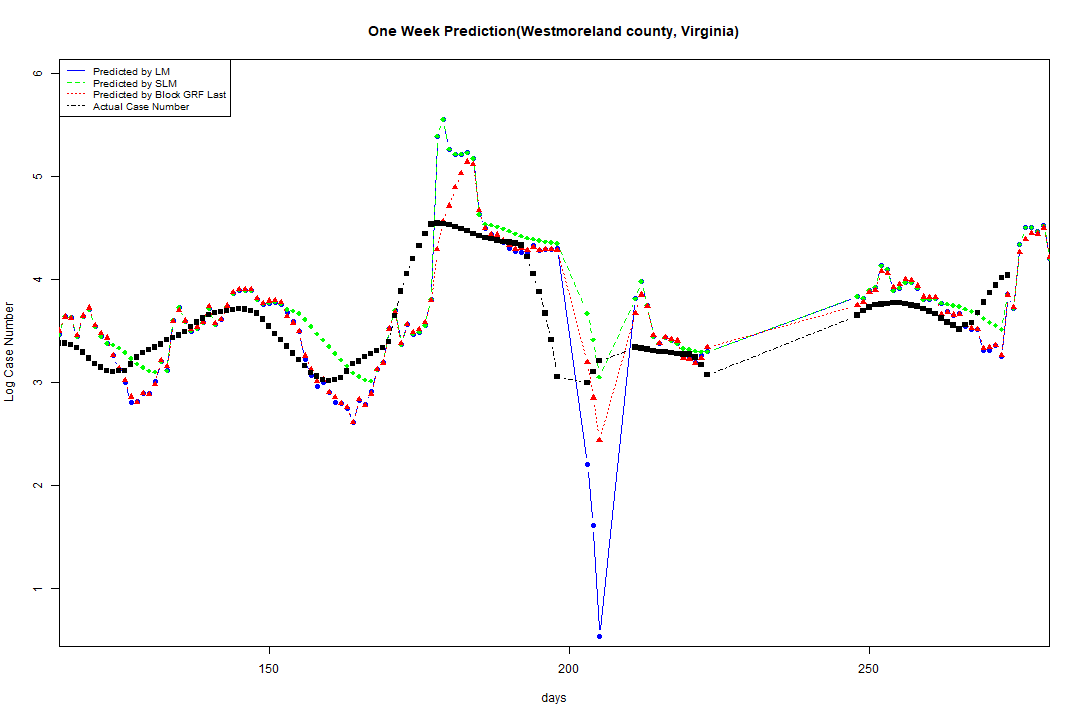 One Week Prediction(Westmoreland county, Virginia)
Predicted by LM
Predicted by SLM
Predicted by Block GRF Last
Actual Case Number
Log Case Number
6
5
4
3
2
1
150
200
250
days